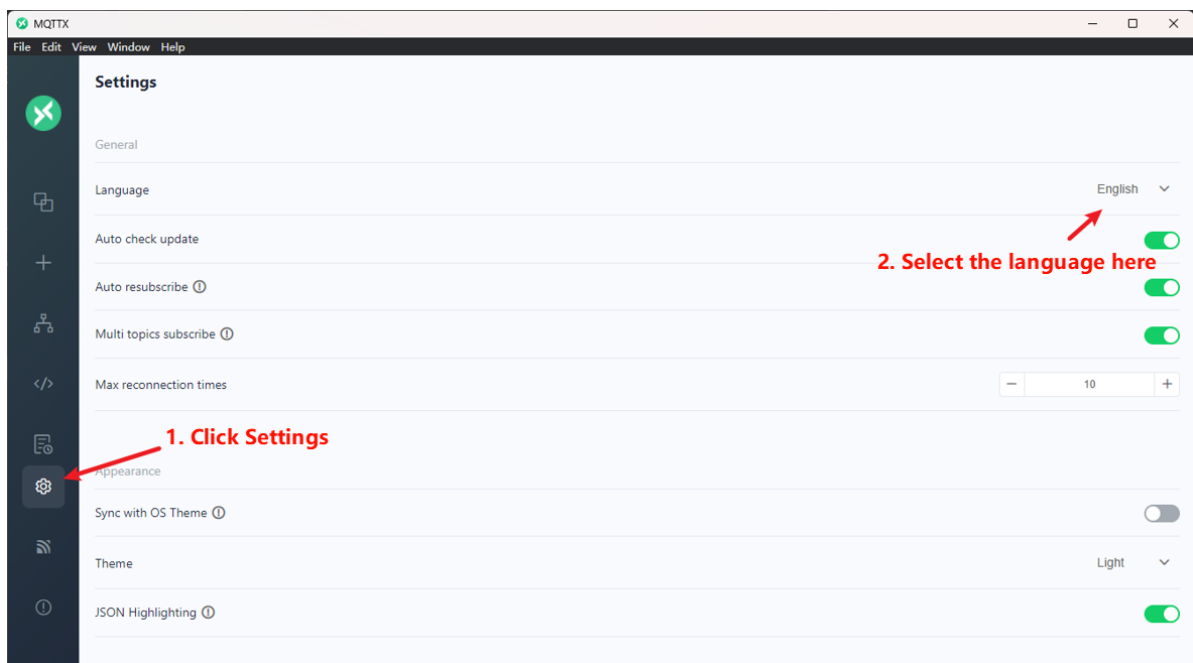 MQTTX
File Edit View Window Help
Settings
General
Language English
Auto check update
2. Select the language here
Auto resubscribe
Multi topics subscribe
Max reconnection times 10
1. Click Settings
Appearance
Sync with OS Theme
Theme Light
JSON Highlighting